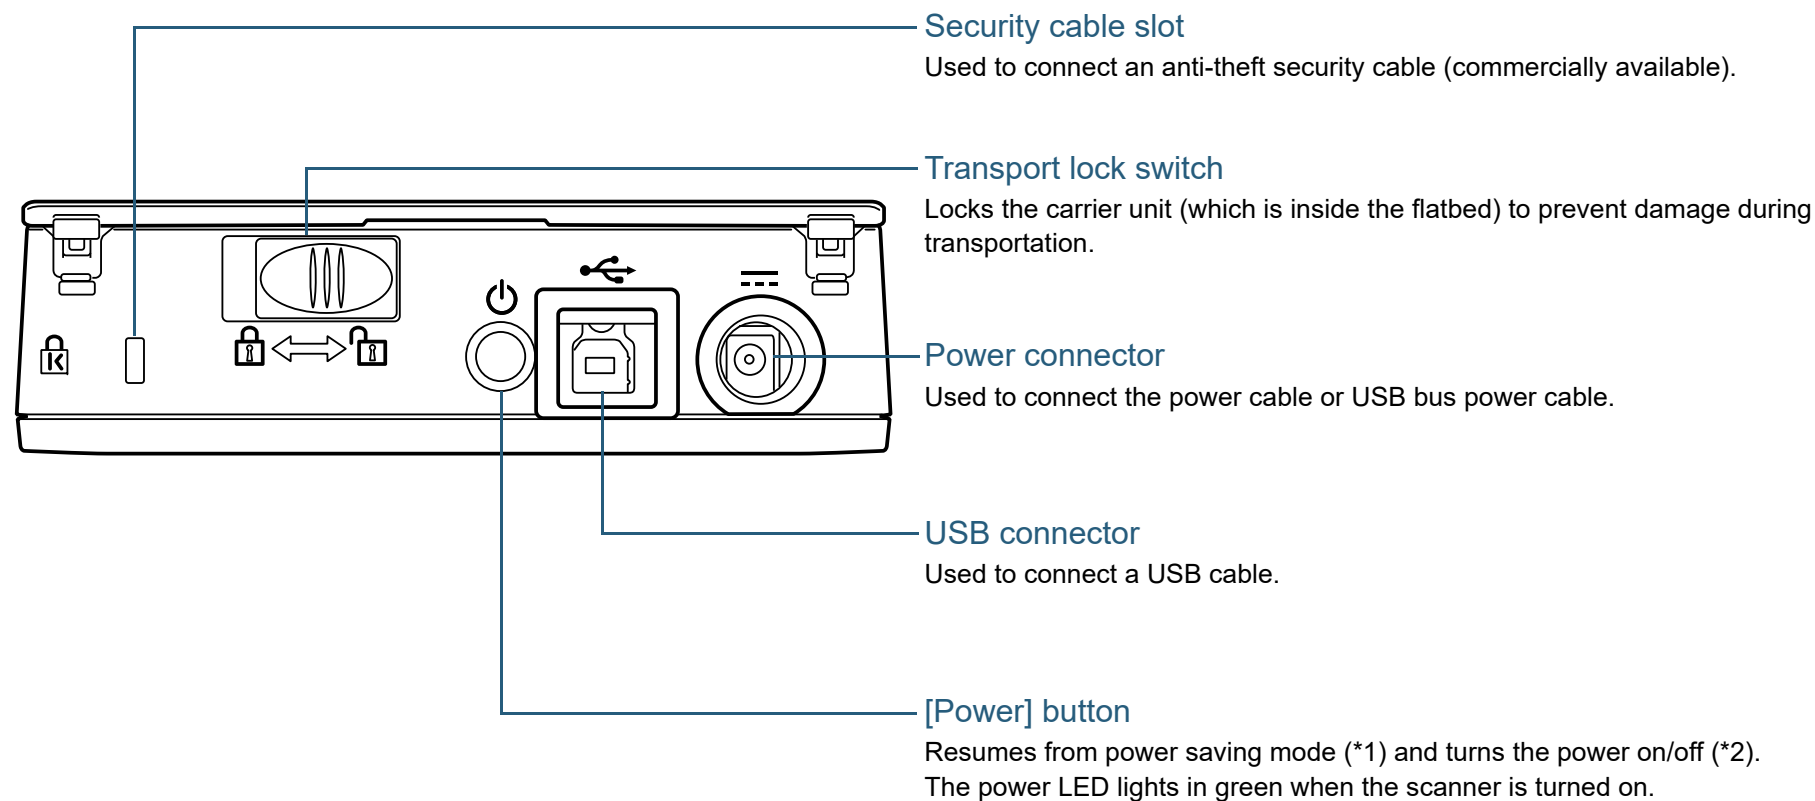 Security cable slot
Used to connect an anti-theft security cable (commercially available).
Transport lock switch
Locks the carrier unit (which is inside the flatbed) to prevent damage during
transportation.
Power connector
Used to connect the power cable or USB bus power cable.
USB connector
Used to connect a USB cable.
[Power] button
Resumes from power saving mode (*1) and turns the power on/off (*2).
The power LED lights in green when the scanner is turned on.
K